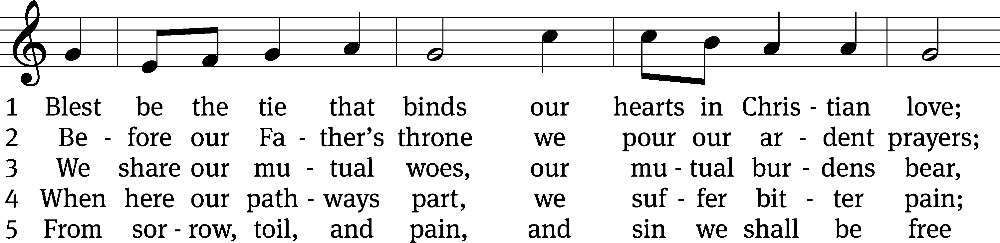 1 Blest be the tie that binds our hearts in Chris - tian love;
2 Be - fore our Fa - ther’s throne we pour our ar - dent prayers;
3 We share our mu - tual woes, our mu - tual bur - dens bear,
4 When here our path - ways part, we suf - fer bit - ter pain;
5 From sor - row, toil, and pain, and sin we shall be free